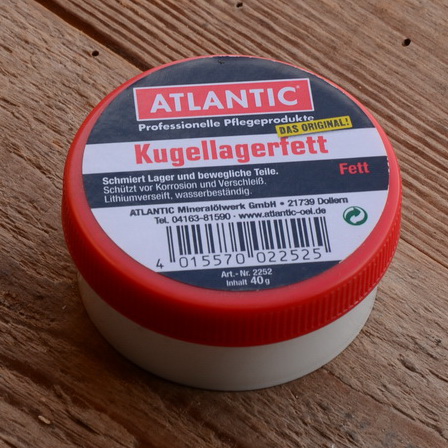 ATLANTIC®
Professionelle Pflegeprodukte
DAS ORIGINAL!
Kugellagerfett
Fett
Schmiert Lager und bewegliche Teile.
Schützt vor Korrosion und Verschleiß.
Lithiumverseift, wasserbeständig.
ATLANTIC Mineralölwerk GmbH • 21739 Dollern
Tel. 04163-81590 · www.atlantic-oel.de
4 015570 022525
Art.-Nr. 2252
Inhalt 40g